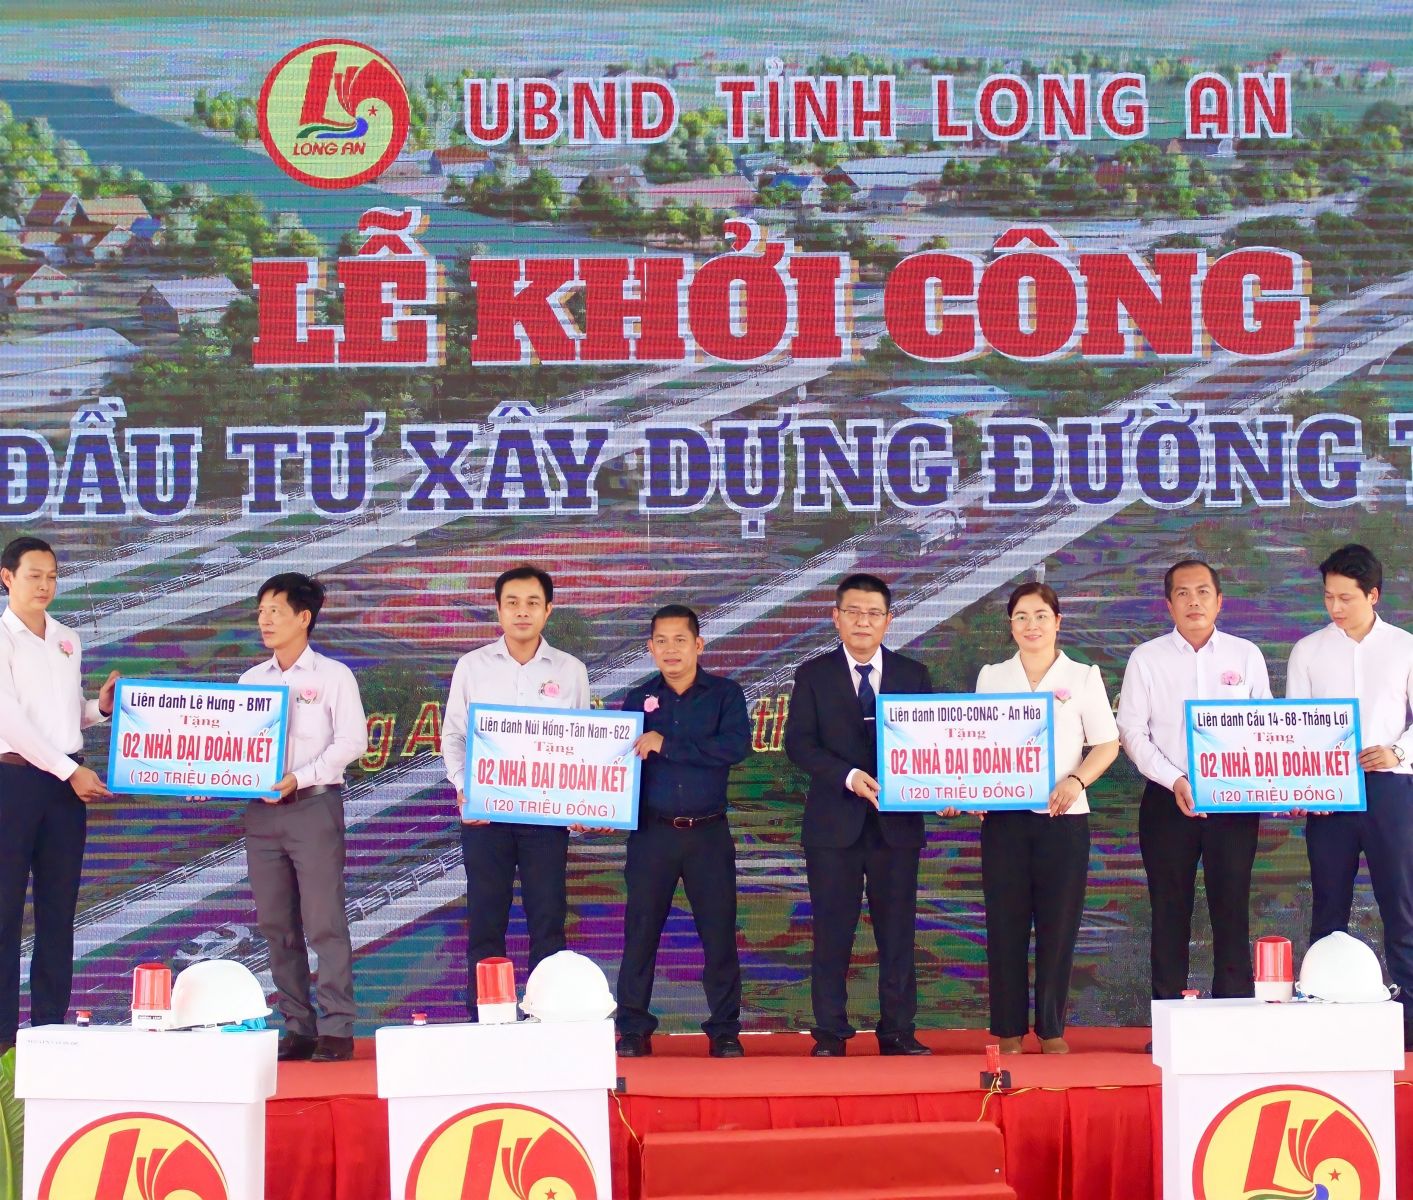 LONG AN
UBND TỈNH LONG AN
LỄ KHỞI CÔNG
ĐẦU TƯ XÂY DỰNG ĐƯỜNG
Liên danh Lê Hưng - BMT
Tặng
02 NHÀ ĐẠI ĐOÀN KẾT
( 120 TRIỆU ĐỒNG )
Liên danh Núi Hồng - Tân Nam - 622
Tặng
02 NHÀ ĐẠI ĐOÀN KẾT
( 120 TRIỆU ĐỒNG )
Liên danh IDICO-CONAC - An Hòa
Tặng
02 NHÀ ĐẠI ĐOÀN KẾT
( 120 TRIỆU ĐỒNG )
Liên danh Cầu 14 - 68 - Thắng Lợi
Tặng
02 NHÀ ĐẠI ĐOÀN KẾT
( 120 TRIỆU ĐỒNG )